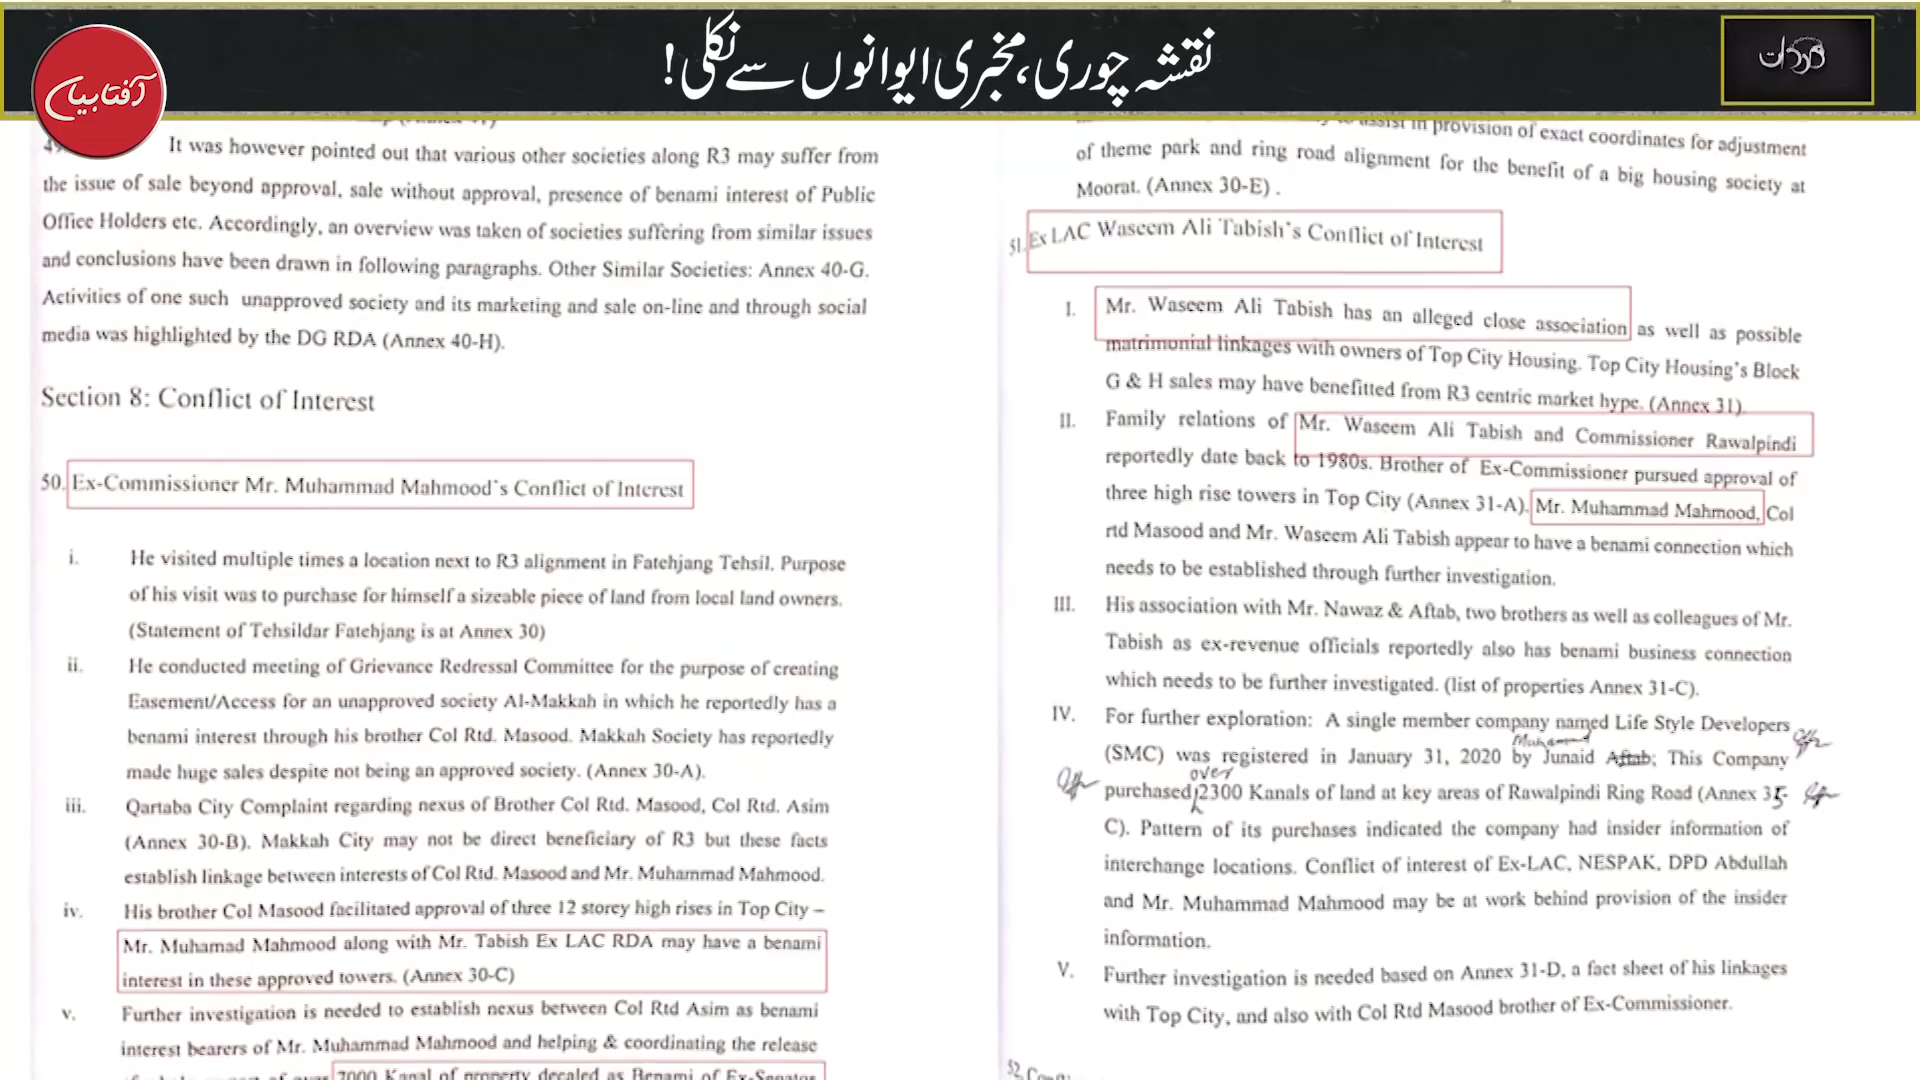 نقشہ چوری، مخبری ایوانوں سے نکلی!
آفتابیاں
It was however pointed out that various other societies along R3 may suffer from
the issue of sale beyond approval, sale without approval, presence of benami interest of Public
Office Holders etc. Accordingly, an overview was taken of societies suffering from similar issues
and conclusions have been drawn in following paragraphs. Other Similar Societies: Annex 40-G.
Activities of one such unapproved society and its marketing and sale on-line and through social
media was highlighted by the DG RDA (Annex 40-H).
Section 8: Conflict of Interest
50. Ex-Commissioner Mr. Muhammad Mahmood's Conflict of Interest
i. He visited multiple times a location next to R3 alignment in Fatehjang Tehsil. Purpose
of his visit was to purchase for himself a sizeable piece of land from local land owners.
(Statement of Tehsildar Fatehjang is at Annex 30)
ii. He conducted meeting of Grievance Redressal Committee for the purpose of creating
Easement/Access for an unapproved society Al-Makkah in which he reportedly has a
benami interest through his brother Col Rtd. Masood. Makkah Society has reportedly
made huge sales despite not being an approved society. (Annex 30-A).
iii. Qartaba City Complaint regarding nexus of Brother Col Rtd. Masood, Col Rtd. Asim
(Annex 30-B). Makkah City may not be direct beneficiary of R3 but these facts
establish linkage between interests of Col Rtd. Masood and Mr. Muhammad Mahmood.
iv. His brother Col Masood facilitated approval of three 12 storey high rises in Top City –
Mr. Muhamad Mahmood along with Mr. Tabish Ex LAC RDA may have a benami
interest in these approved towers. (Annex 30-C)
v. Further investigation is needed to establish nexus between Col Rtd Asim as benami
interest bearers of Mr. Muhammad Mahmood and helping & coordinating the release
7000 Kanal of property decaled as Benami of Ex-Senator
assist in provision of exact coordinates for adjustment
of theme park and ring road alignment for the benefit of a big housing society at
Moorat. (Annex 30-E) .
51. Ex LAC Waseem Ali Tabish's Conflict of Interest
I. Mr. Waseem Ali Tabish has an alleged close association as well as possible
matrimonial linkages with owners of Top City Housing. Top City Housing's Block
G & H sales may have benefitted from R3 centric market hype. (Annex 31).
II. Family relations of Mr. Waseem Ali Tabish and Commissioner Rawalpindi
reportedly date back to 1980s. Brother of Ex-Commissioner pursued approval of
three high rise towers in Top City (Annex 31-A). Mr. Muhammad Mahmood, Col
rtd Masood and Mr. Waseem Ali Tabish appear to have a benami connection which
needs to be established through further investigation.
III. His association with Mr. Nawaz & Aftab, two brothers as well as colleagues of Mr.
Tabish as ex-revenue officials reportedly also has benami business connection
which needs to be further investigated. (list of properties Annex 31-C).
IV. For further exploration: A single member company named Life Style Developers
Muhammad
(SMC) was registered in January 31, 2020 by Junaid Aftab; This Company
over
purchased 2300 Kanals of land at key areas of Rawalpindi Ring Road (Annex 35-
C). Pattern of its purchases indicated the company had insider information of
interchange locations. Conflict of interest of Ex-LAC, NESPAK, DPD Abdullah
and Mr. Muhammad Mahmood may be at work behind provision of the insider
information.
V. Further investigation is needed based on Annex 31-D, a fact sheet of his linkages
with Top City, and also with Col Rtd Masood brother of Ex-Commissioner.
52.